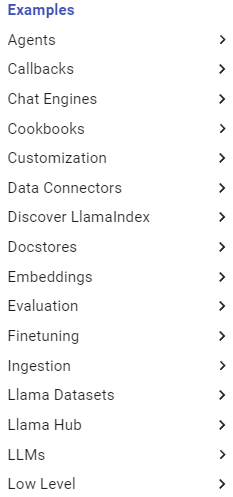 Examples
Agents
Callbacks
Chat Engines
Cookbooks
Customization
Data Connectors
Discover LlamaIndex
Docstores
Embeddings
Evaluation
Finetuning
Ingestion
Llama Datasets
Llama Hub
LLMs
Low Level